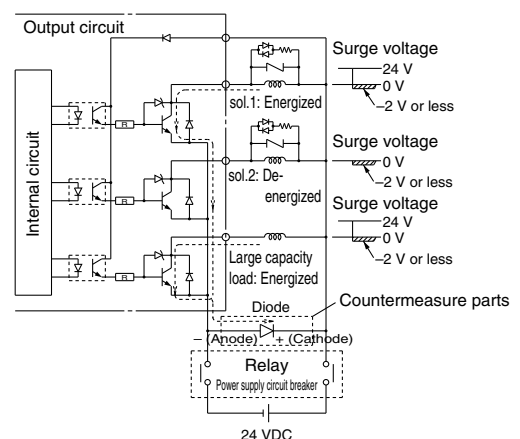 Output circuit
Internal circuit
R
R
R
sol.1: Energized
sol.2: De-
energized
Large capacity
load: Energized
Surge voltage
24 V
0 V
–2 V or less
Surge voltage
0 V
–2 V or less
Surge voltage
24 V
0 V
–2 V or less
Diode
Countermeasure parts
– (Anode) + (Cathode)
Relay
Power supply circuit breaker
24 VDC